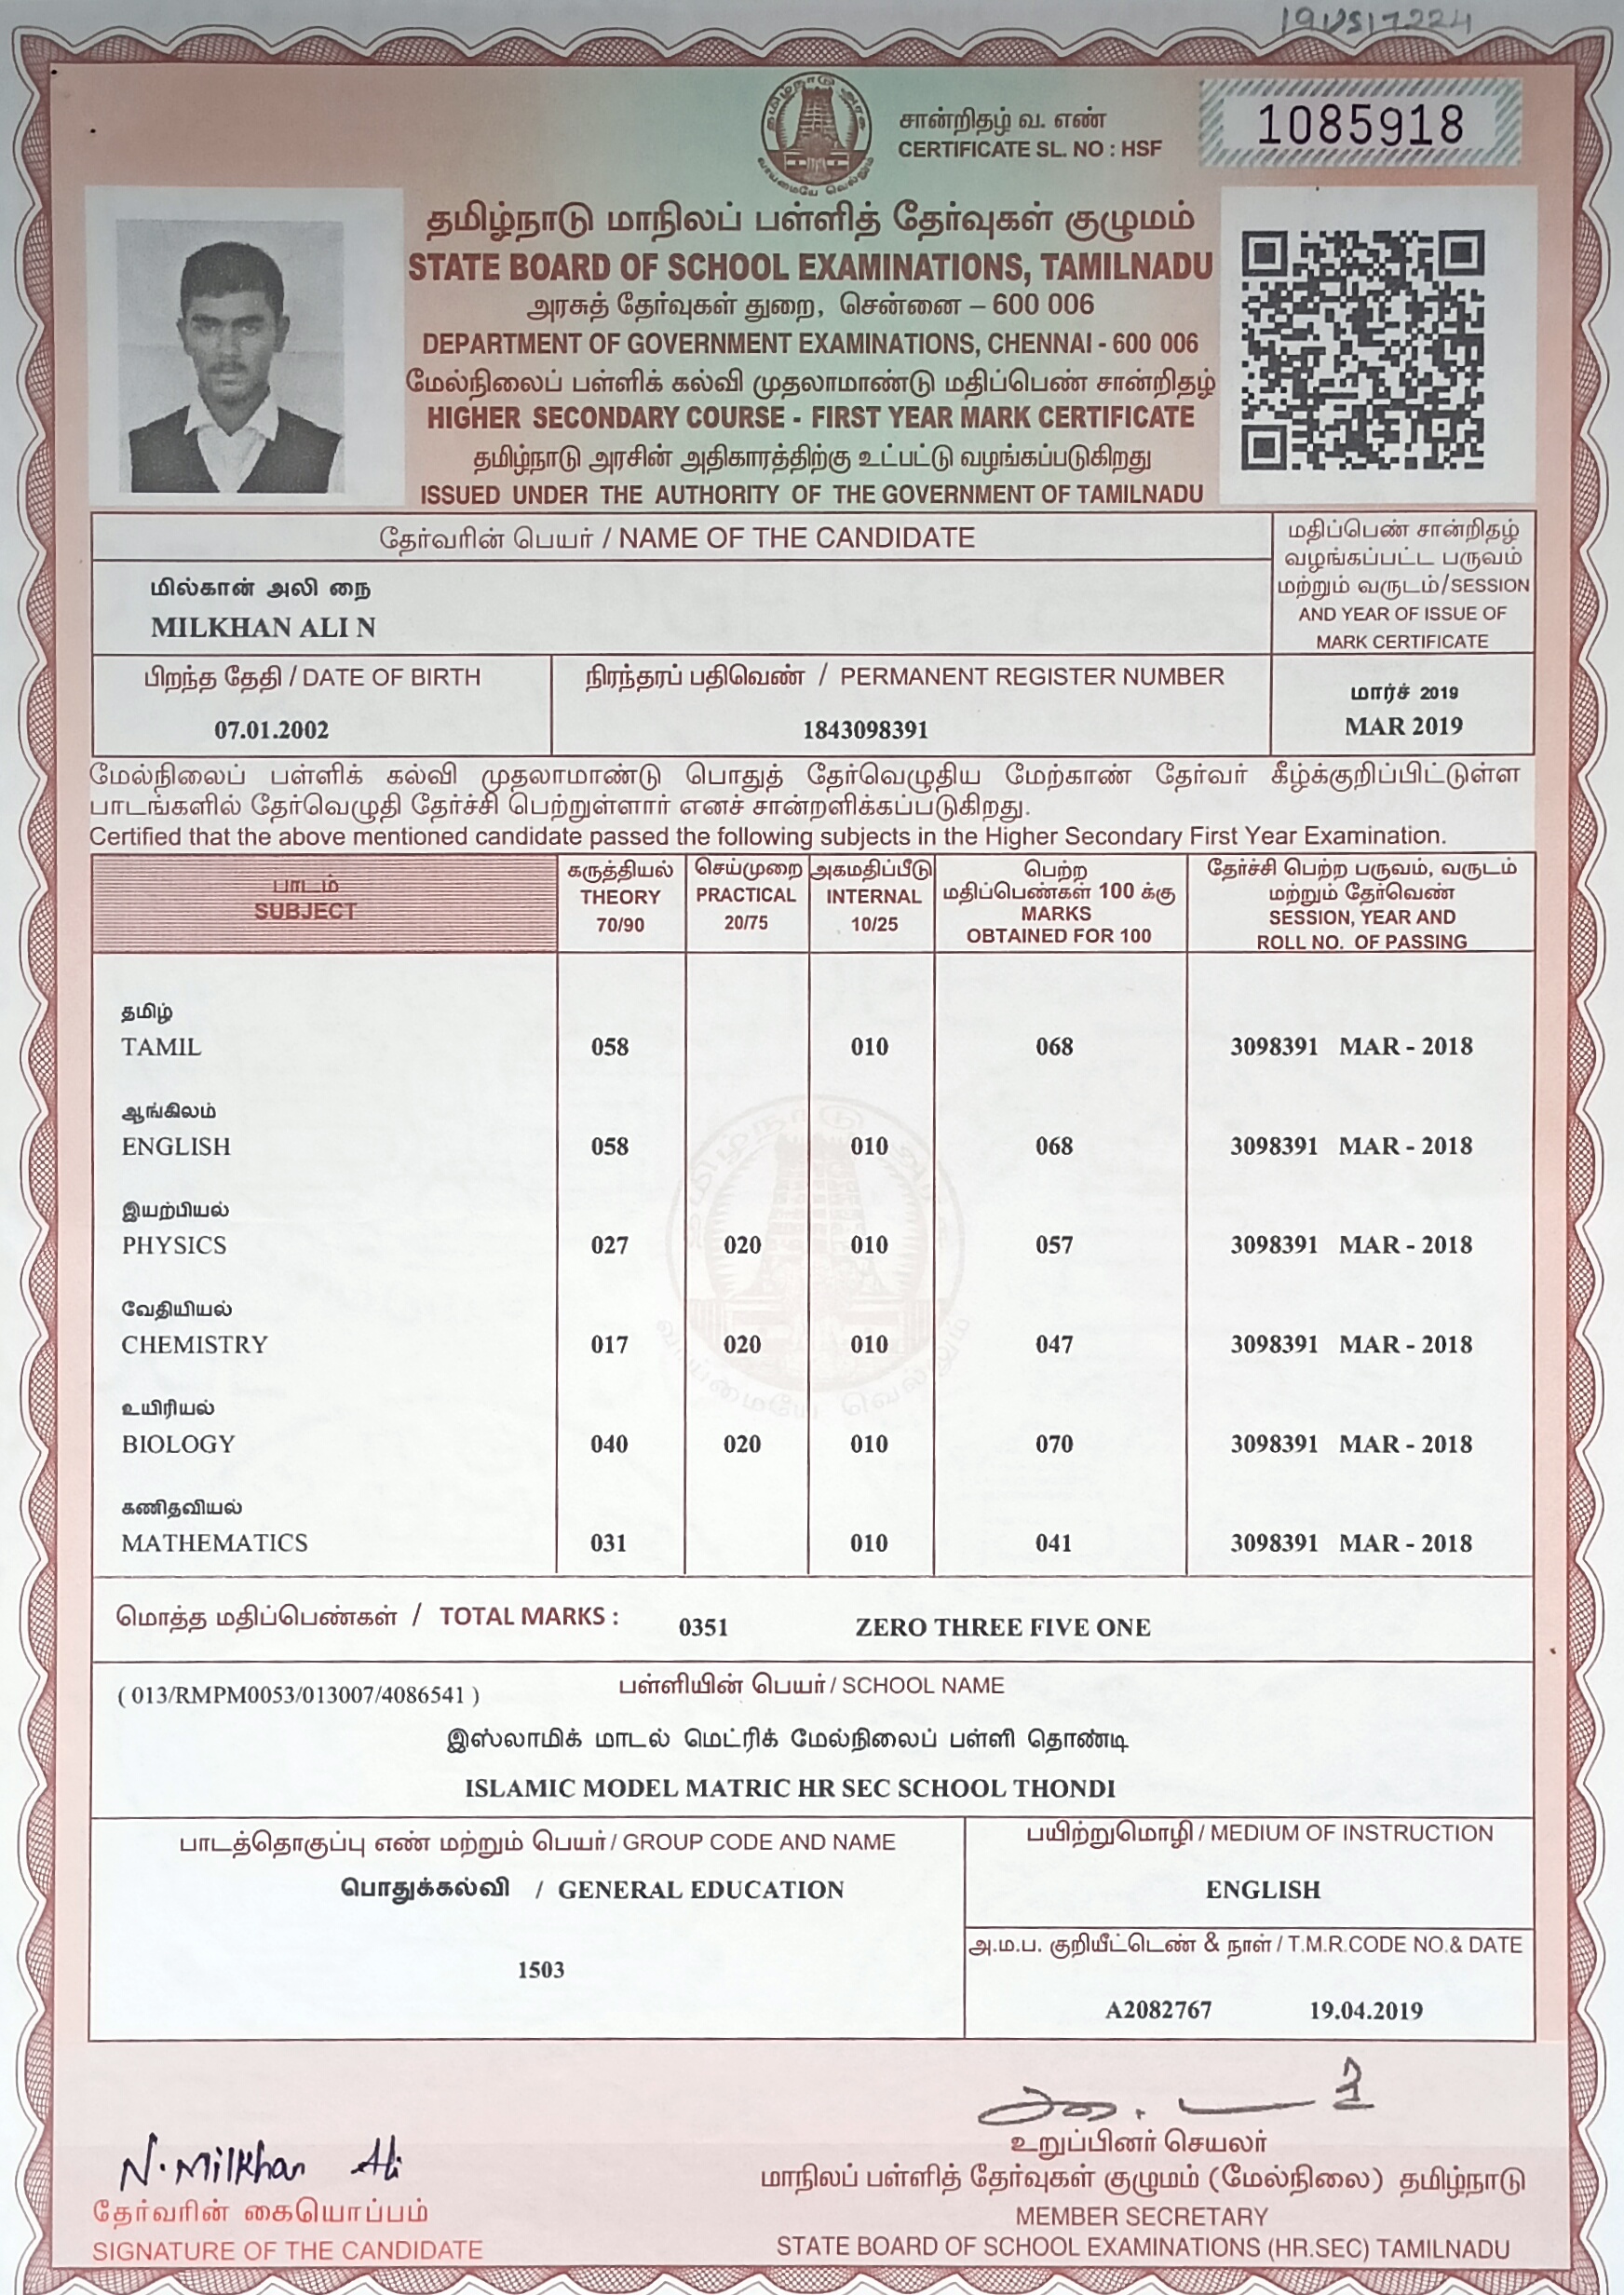 19US17224
சான்றிதழ் வ. எண்
CERTIFICATE SL. NO : HSF
1085918
தமிழ்நாடு அரசு
வாய்மையே வெல்லும்
தமிழ்நாடு மாநிலப் பள்ளித் தேர்வுகள் குழுமம்
STATE BOARD OF SCHOOL EXAMINATIONS, TAMILNADU
அரசுத் தேர்வுகள் துறை, சென்னை – 600 006
DEPARTMENT OF GOVERNMENT EXAMINATIONS, CHENNAI - 600 006
மேல்நிலைப் பள்ளிக் கல்வி முதலாமாண்டு மதிப்பெண் சான்றிதழ்
HIGHER SECONDARY COURSE - FIRST YEAR MARK CERTIFICATE
தமிழ்நாடு அரசின் அதிகாரத்திற்கு உட்பட்டு வழங்கப்படுகிறது
ISSUED UNDER THE AUTHORITY OF THE GOVERNMENT OF TAMILNADU
தேர்வரின் பெயர் / NAME OF THE CANDIDATE
மில்கான் அலி நை
MILKHAN ALI N
மதிப்பெண் சான்றிதழ்
வழங்கப்பட்ட பருவம்
மற்றும் வருடம்/SESSION
AND YEAR OF ISSUE OF
MARK CERTIFICATE
பிறந்த தேதி / DATE OF BIRTH
07.01.2002
நிரந்தரப் பதிவெண் / PERMANENT REGISTER NUMBER
1843098391
மார்ச் 2019
MAR 2019
மேல்நிலைப் பள்ளிக் கல்வி முதலாமாண்டு பொதுத் தேர்வெழுதிய மேற்காண் தேர்வர் கீழ்க்குறிப்பிட்டுள்ள
பாடங்களில் தேர்வெழுதி தேர்ச்சி பெற்றுள்ளார் எனச் சான்றளிக்கப்படுகிறது.
Certified that the above mentioned candidate passed the following subjects in the Higher Secondary First Year Examination.
பாடம்
SUBJECT
கருத்தியல்
THEORY
70/90
செய்முறை
PRACTICAL
20/75
அகமதிப்பீடு
INTERNAL
10/25
பெற்ற
மதிப்பெண்கள் 100 க்கு
MARKS
OBTAINED FOR 100
தேர்ச்சி பெற்ற பருவம், வருடம்
மற்றும் தேர்வெண்
SESSION, YEAR AND
ROLL NO. OF PASSING
தமிழ்
TAMIL 058 010 068 3098391 MAR - 2018
ஆங்கிலம்
ENGLISH 058 010 068 3098391 MAR - 2018
இயற்பியல்
PHYSICS 027 020 010 057 3098391 MAR - 2018
வேதியியல்
CHEMISTRY 017 020 010 047 3098391 MAR - 2018
உயிரியல்
BIOLOGY 040 020 010 070 3098391 MAR - 2018
கணிதவியல்
MATHEMATICS 031 010 041 3098391 MAR - 2018
மொத்த மதிப்பெண்கள் / TOTAL MARKS : 0351 ZERO THREE FIVE ONE
( 013/RMPM0053/013007/4086541 ) பள்ளியின் பெயர் / SCHOOL NAME
இஸ்லாமிக் மாடல் மெட்ரிக் மேல்நிலைப் பள்ளி தொண்டி
ISLAMIC MODEL MATRIC HR SEC SCHOOL THONDI
பாடத்தொகுப்பு எண் மற்றும் பெயர் / GROUP CODE AND NAME
பொதுக்கல்வி / GENERAL EDUCATION
1503
பயிற்றுமொழி / MEDIUM OF INSTRUCTION
ENGLISH
அ.ம.ப. குறியீட்டெண் & நாள் / T.M.R.CODE NO.& DATE
A2082767 19.04.2019
N. Milkhan Ali
தேர்வரின் கையொப்பம்
SIGNATURE OF THE CANDIDATE
உறுப்பினர் செயலர்
மாநிலப் பள்ளித் தேர்வுகள் குழுமம் (மேல்நிலை) தமிழ்நாடு
MEMBER SECRETARY
STATE BOARD OF SCHOOL EXAMINATIONS (HR.SEC) TAMILNADU